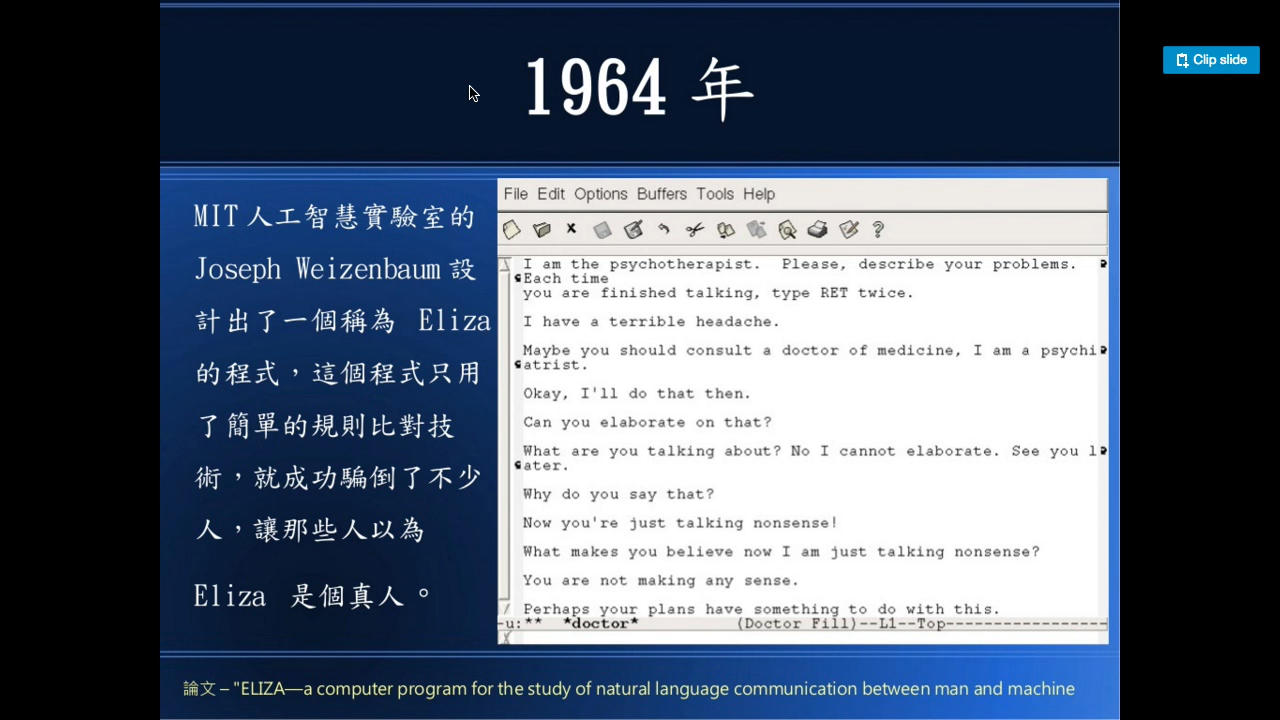 Clip slide
1964 年
MIT 人工智慧實驗室的
Joseph Weizenbaum 設
計出了一個稱為 Eliza
的程式，這個程式只用
了簡單的規則比對技
術，就成功騙倒了不少
人，讓那些人以為
Eliza 是個真人。
File Edit Options Buffers Tools Help
I am the psychotherapist.  Please, describe your problems.
Each time
you are finished talking, type RET twice.
I have a terrible headache.
Maybe you should consult a doctor of medicine, I am a psychi
atrist.
Okay, I'll do that then.
Can you elaborate on that?
What are you talking about? No I cannot elaborate. See you l
ater.
Why do you say that?
Now you're just talking nonsense!
What makes you believe now I am just talking nonsense?
You are not making any sense.
Perhaps your plans have something to do with this.
-u:** *doctor* (Doctor Fill)--L1--Top------------------
論文 – "ELIZA—a computer program for the study of natural language communication between man and machine